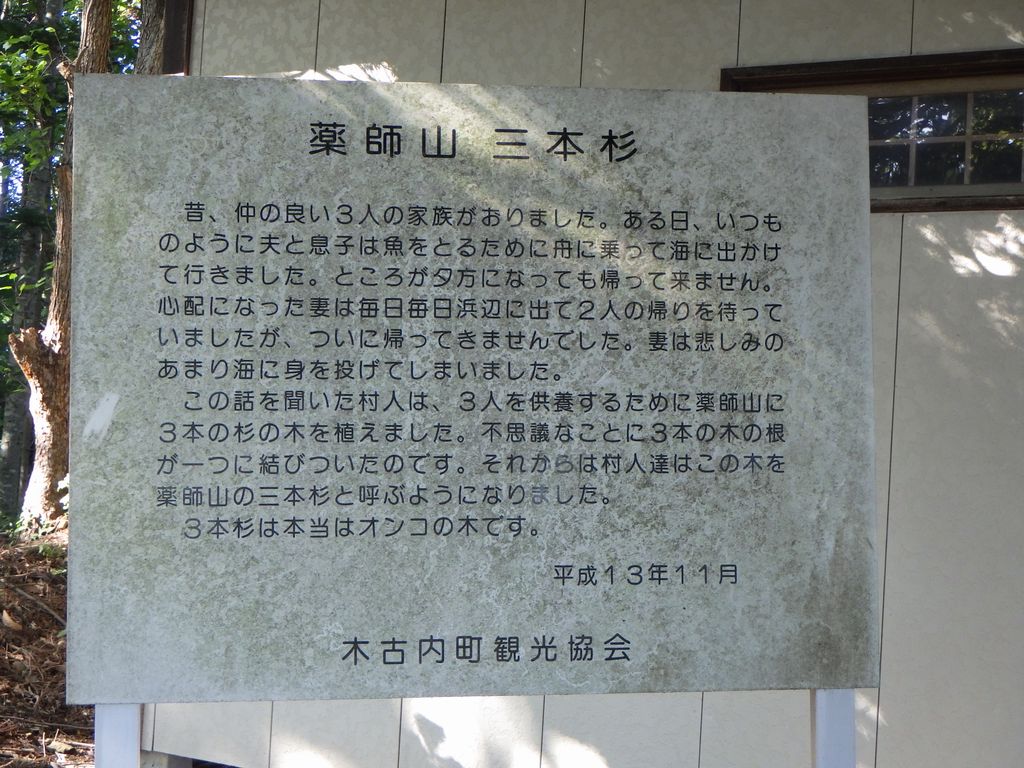 薬師山 三本杉
昔、仲の良い３人の家族がおりました。ある日、いつも
のように夫と息子は魚をとるために舟に乗って海に出かけ
て行きました。ところが夕方になっても帰って来ません。
心配になった妻は毎日毎日浜辺に出て２人の帰りを待って
いましたが、ついに帰ってきませんでした。妻は悲しみの
あまり海に身を投げてしまいました。
この話を聞いた村人は、３人を供養するために薬師山に
３本の杉の木を植えました。不思議なことに３本の木の根
が一つに結びついたのです。それからは村人達はこの木を
薬師山の三本杉と呼ぶようになりました。
３本杉は本当はオンコの木です。
平成１３年１１月
木古内町観光協会